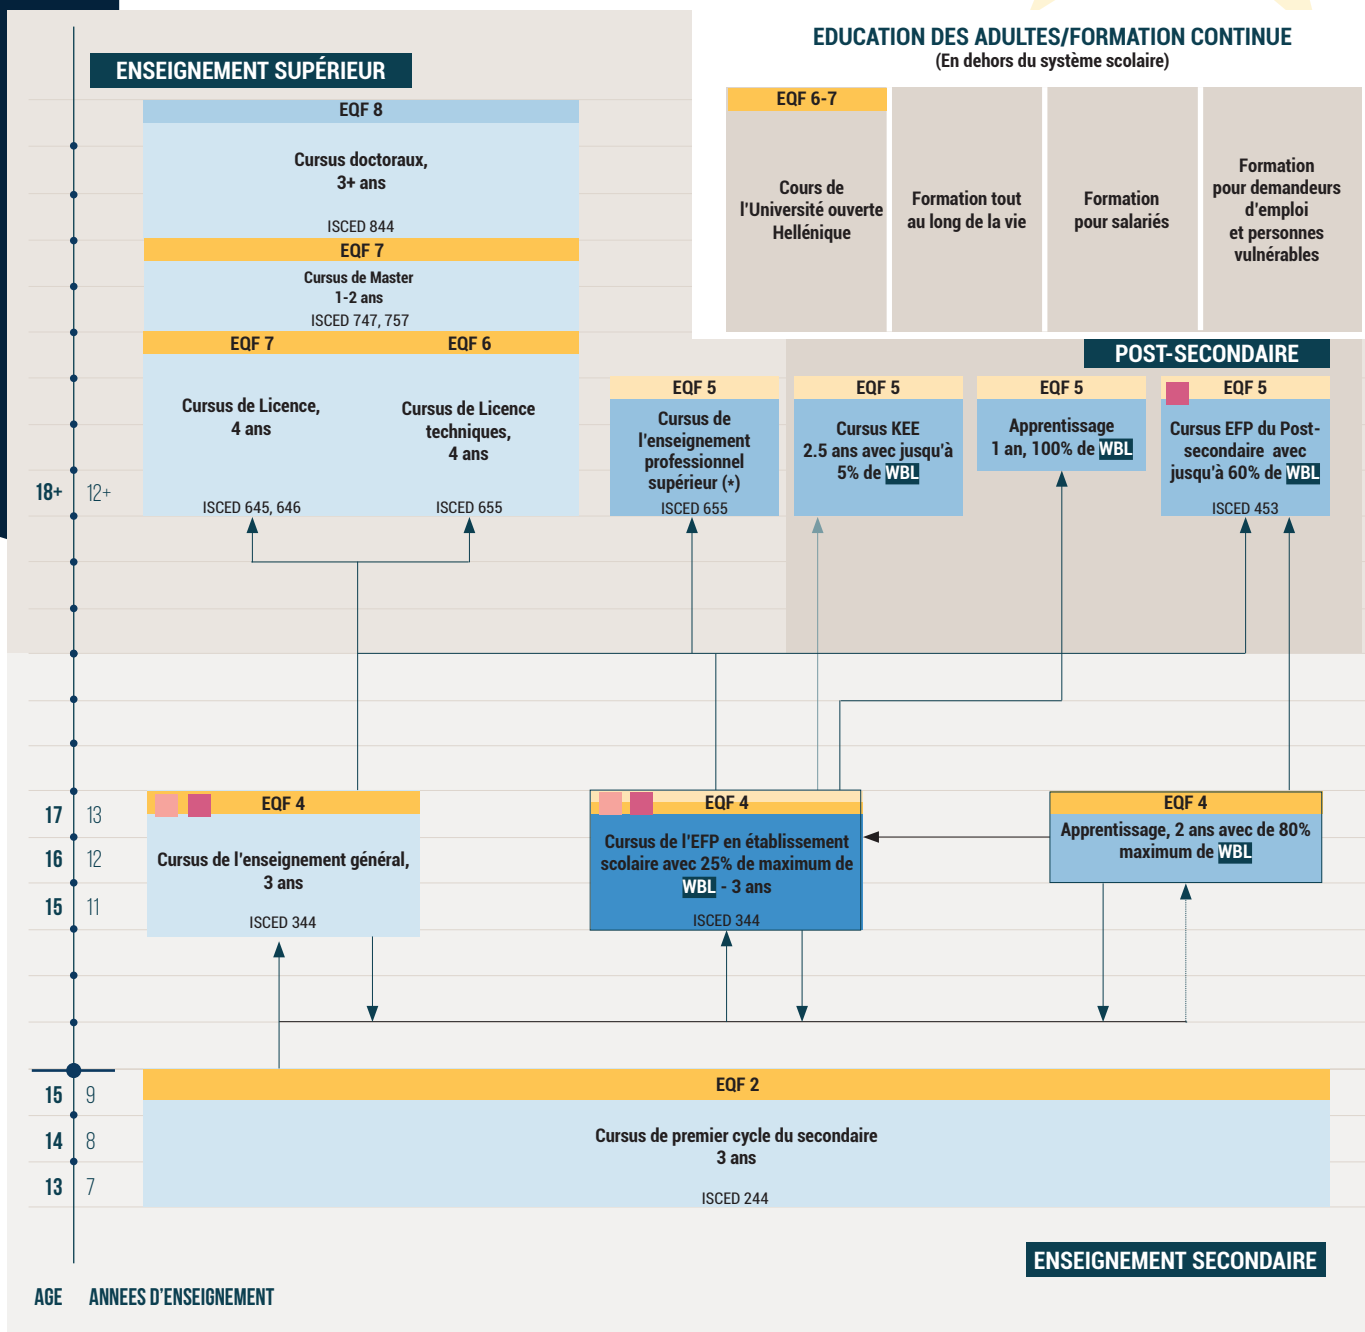 EDUCATION DES ADULTES/FORMATION CONTINUE
(En dehors du système scolaire)
ENSEIGNEMENT SUPÉRIEUR
EQF 6-7
Cours de
l'Université ouverte
Hellénique
Formation tout
au long de la vie
Formation
pour salariés
Formation
pour demandeurs
d'emploi
et personnes
vulnérables
EQF 8
Cursus doctoraux,
3+ ans
ISCED 844
EQF 7
Cursus de Master
1-2 ans
ISCED 747, 757
EQF 7
Cursus de Licence,
4 ans
ISCED 645, 646
EQF 6
Cursus de Licence
techniques,
4 ans
ISCED 655
POST-SECONDAIRE
EQF 5
Cursus de
l'enseignement
professionnel
supérieur (*)
ISCED 655
EQF 5
Cursus KEE
2.5 ans avec jusqu'à
5% de WBL
EQF 5
Apprentissage
1 an, 100% de WBL
EQF 5
Cursus EFP du Post-
secondaire avec
jusqu'à 60% de WBL
ISCED 453
18+ 12+
17 13
16 12
15 11
EQF 4
Cursus de l'enseignement général,
3 ans
ISCED 344
EQF 4
Cursus de l'EFP en établissement
scolaire avec 25% de maximum de
WBL - 3 ans
ISCED 344
EQF 4
Apprentissage, 2 ans avec de 80%
maximum de WBL
15 9
14 8
13 7
EQF 2
Cursus de premier cycle du secondaire
3 ans
ISCED 244
ENSEIGNEMENT SECONDAIRE
AGE ANNEES D'ENSEIGNEMENT